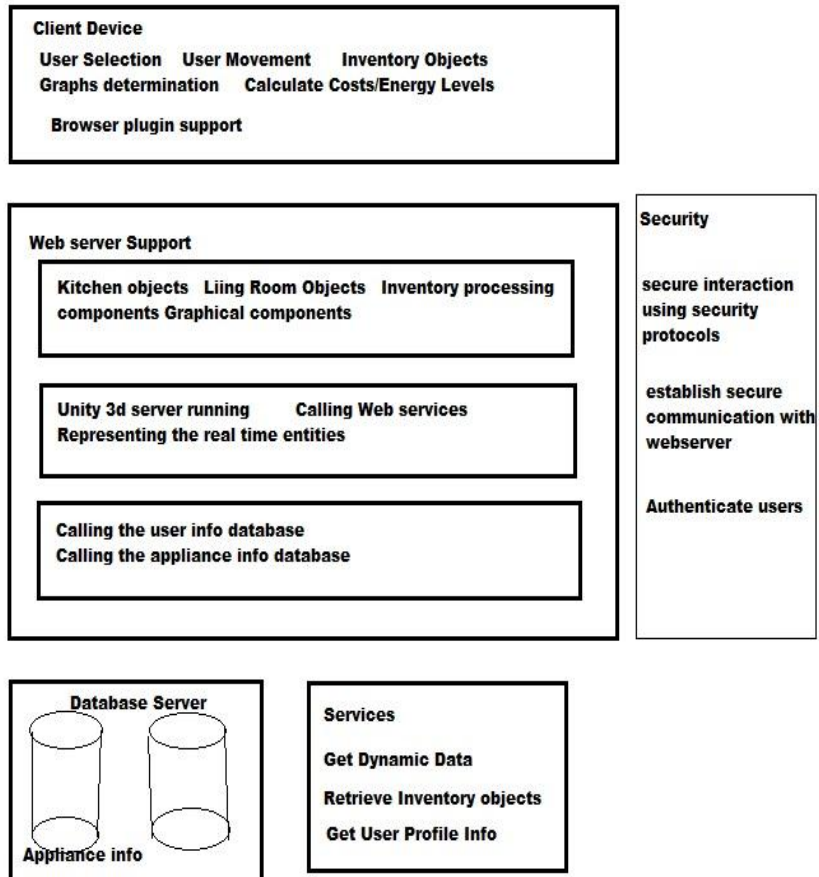 Client Device
User Selection User Movement Inventory Objects
Graphs determination Calculate Costs/Energy Levels
Browser plugin support
Web server Support
Kitchen objects Liing Room Objects Inventory processing
components Graphical components
Unity 3d server running Calling Web services
Representing the real time entities
Calling the user info database
Calling the appliance info database
Security
secure interaction
using security
protocols
establish secure
communication with
webserver
Authenticate users
Database Server
Appliance info
Services
Get Dynamic Data
Retrieve Inventory objects
Get User Profile Info